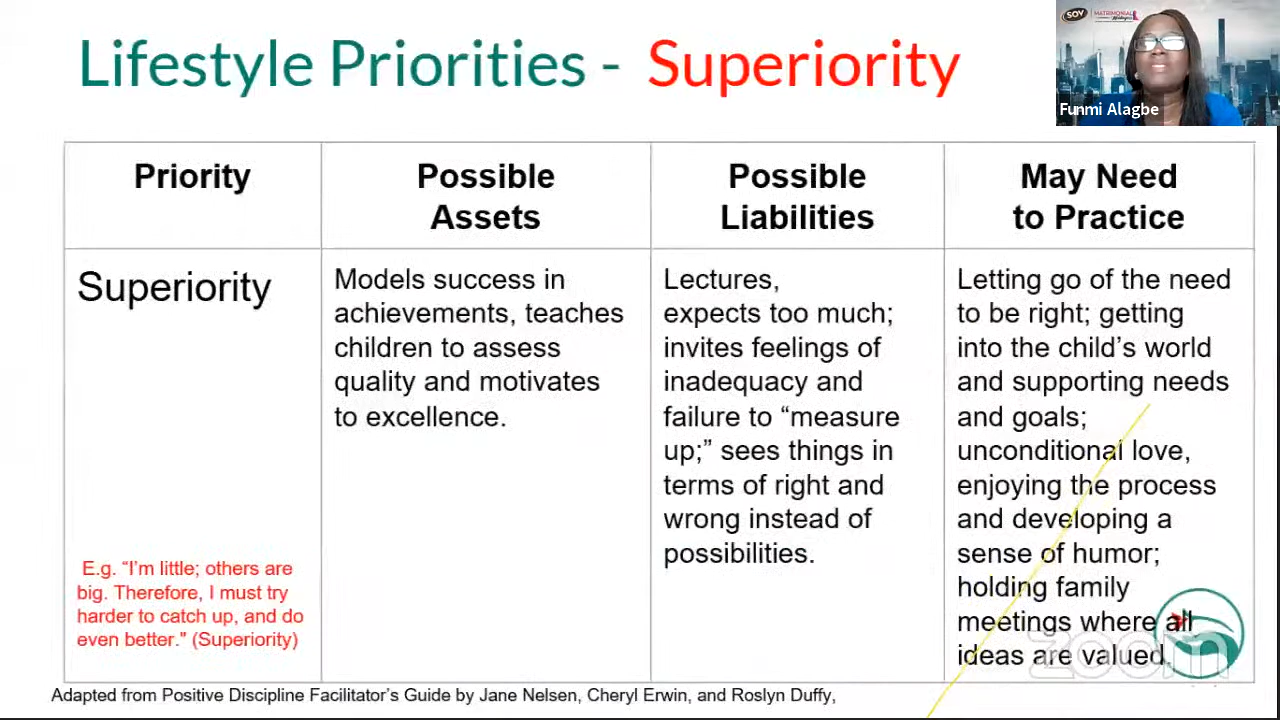 Lifestyle Priorities - Superiority
SOV
MATRIMONIAL
Funmi Alagbe
Priority
Possible
Assets
Possible
Liabilities
May Need
to Practice
Superiority
E.g. “I’m little; others are
big. Therefore, I must try
harder to catch up, and do
even better." (Superiority)
Models success in
achievements, teaches
children to assess
quality and motivates
to excellence.
Lectures,
expects too much;
invites feelings of
inadequacy and
failure to “measure
up;” sees things in
terms of right and
wrong instead of
possibilities.
Letting go of the need
to be right; getting
into the child’s world
and supporting needs
and goals;
unconditional love,
enjoying the process
and developing a
sense of humor;
holding family
meetings where all
ideas are valued.
zoom
Adapted from Positive Discipline Facilitator’s Guide by Jane Nelsen, Cheryl Erwin, and Roslyn Duffy,